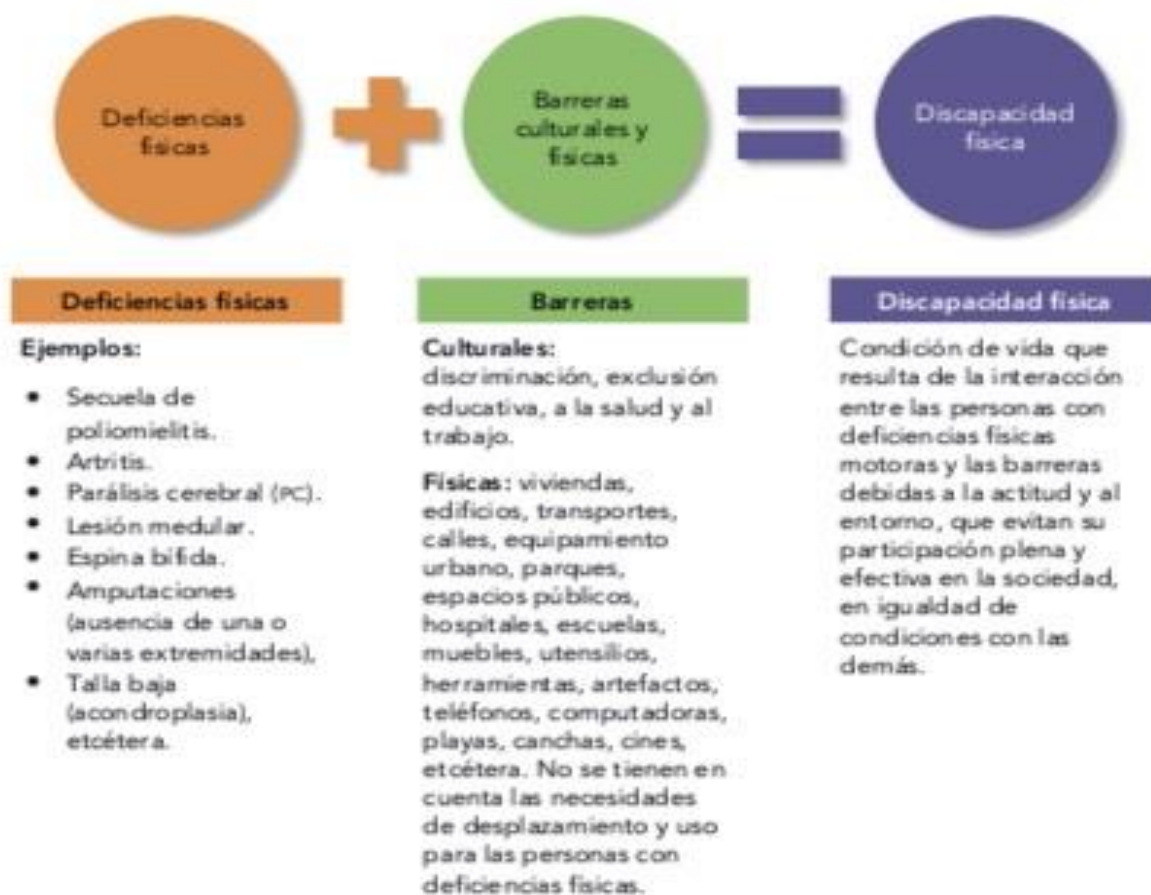 Deficiencias
físicas
Barreras
culturales y
físicas
Discapacidad
física
Deficiencias físicas
Ejemplos:
• Secuela de
poliomielitis.
• Artritis.
• Parálisis cerebral (PC).
• Lesión medular.
• Espina bífida.
• Amputaciones
(ausencia de una o
varias extremidades),
• Talla baja
(acondroplasia),
etcétera.
Barreras
Culturales:
discriminación, exclusión
educativa, a la salud y al
trabajo.
Físicas: viviendas,
edificios, transportes,
calles, equipamiento
urbano, parques,
espacios públicos,
hospitales, escuelas,
muebles, utensilios,
herramientas, artefactos,
teléfonos, computadoras,
playas, canchas, cines,
etcétera. No se tienen en
cuenta las necesidades
de desplazamiento y uso
para las personas con
deficiencias físicas.
Discapacidad física
Condición de vida que
resulta de la interacción
entre las personas con
deficiencias físicas
motoras y las barreras
debidas a la actitud y al
entorno, que evitan su
participación plena y
efectiva en la sociedad,
en igualdad de
condiciones con las
demás.